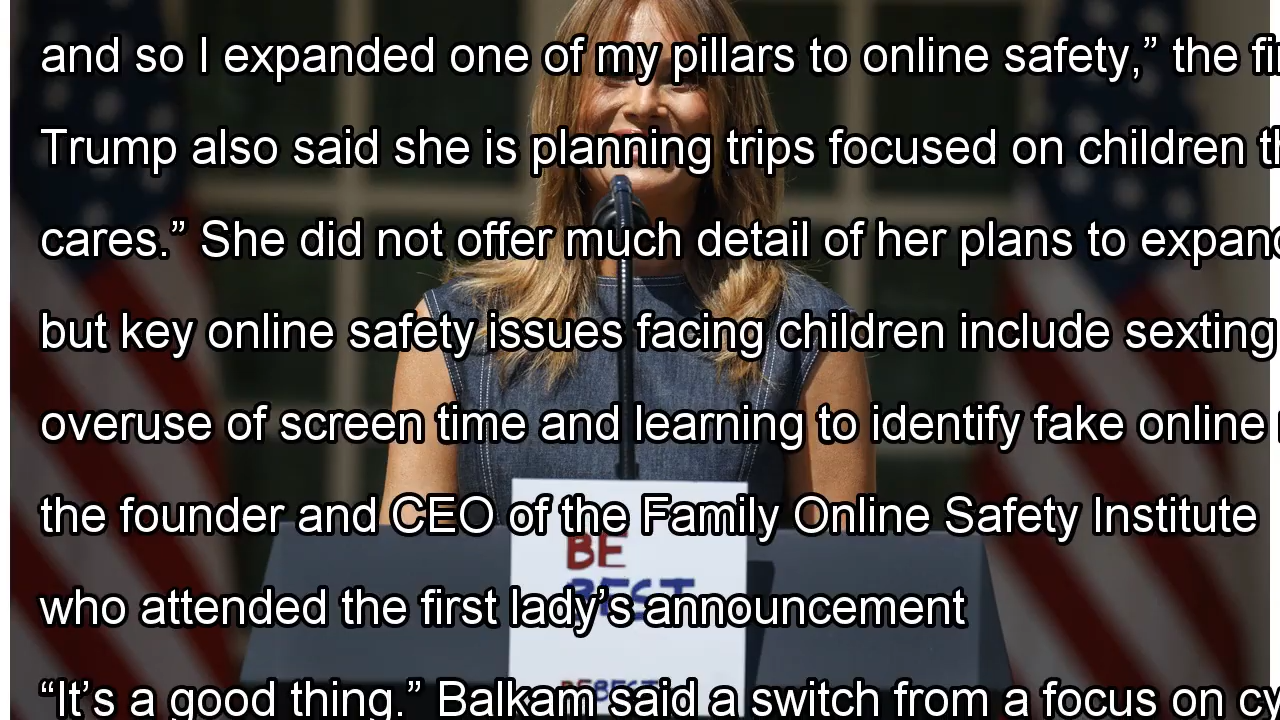 and so I expanded one of my pillars to online safety,” the
Trump also said she is planning trips focused on children
cares.” She did not offer much detail of her plans to
but key online safety issues facing children include sexting
overuse of screen time and learning to identify fake online
the founder and CEO of the Family Online Safety Institute
BE
BEST
who attended the first lady’s announcement
“It’s a good thing.” Balkam said a switch from a focus on
BE BEST